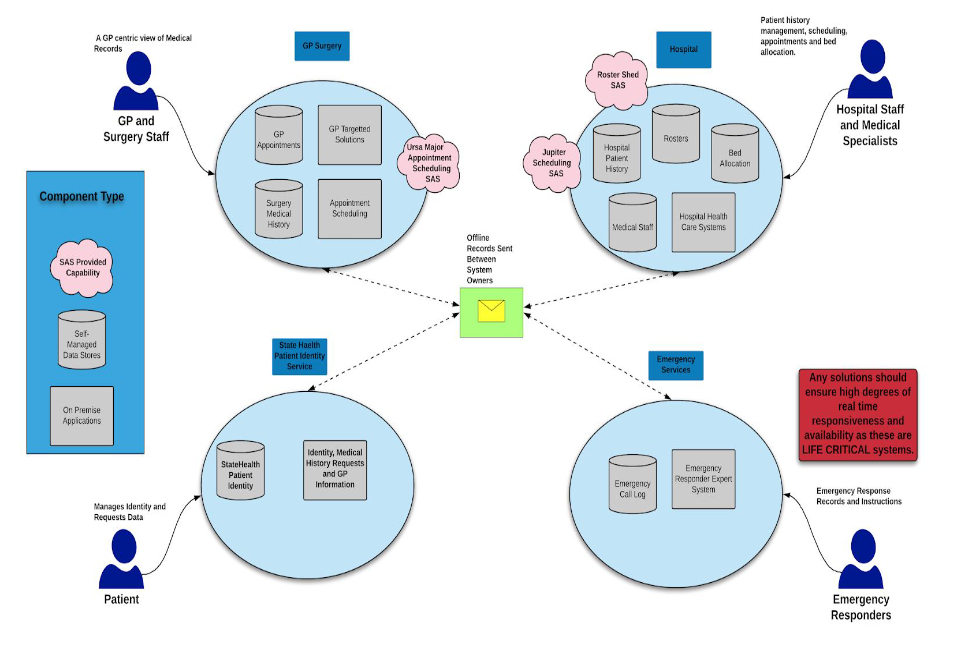 A GP centric view of Medical
Records
GP and
Surgery Staff
GP Surgery
GP
Appointments
GP Targetted
Solutions
Surgery
Medical
History
Appointment
Scheduling
Ursa Major
Appointment
Scheduling
SAS
Hospital
Roster Shed
SAS
Jupiter
Scheduling
SAS
Hospital
Patient
History
Rosters
Bed
Allocation
Medical Staff
Hospital Health
Care Systems
Patient history
management, scheduling,
appointments and bed
allocation.
Hospital Staff
and Medical
Specialists
Component Type
SAS Provided
Capability
Self-
Managed
Data Stores
On Premise
Applications
Offline
Records Sent
Between
System
Owners
State Health
Patient Identity
Service
StateHealth
Patient
Identity
Identity, Medical
History Requests
and GP
Information
Manages Identity and
Requests Data
Patient
Emergency
Services
Emergency
Call Log
Emergency
Responder Expert
System
Any solutions should
ensure high degrees of
real time
responsiveness and
availability as these are
LIFE CRITICAL systems.
Emergency Response
Records and Instructions
Emergency
Responders